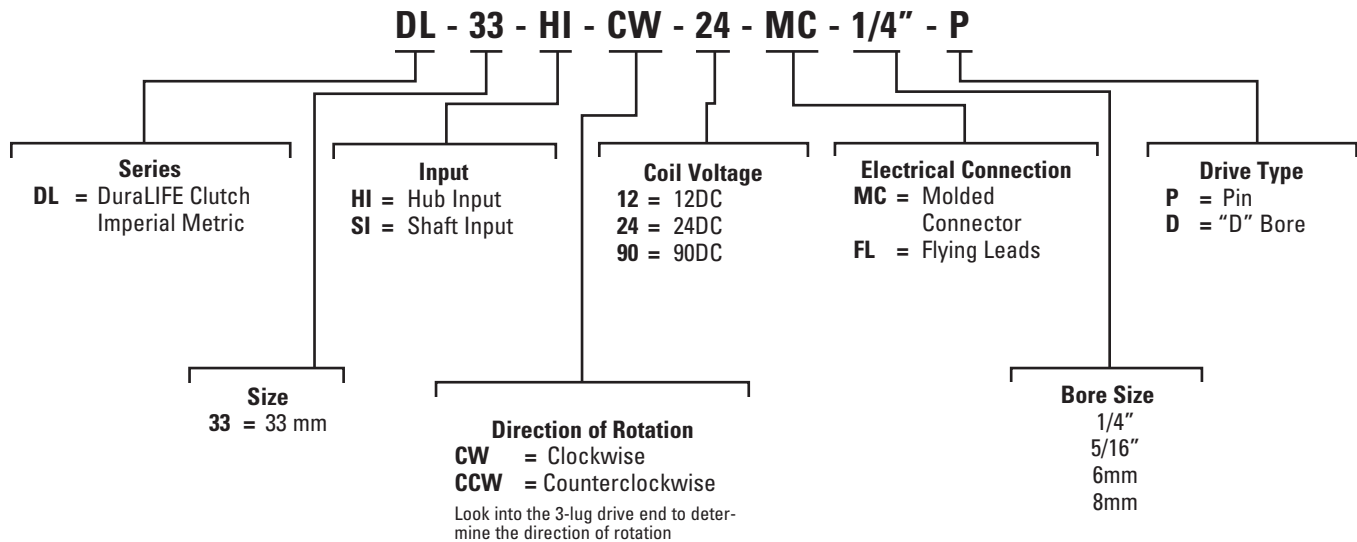 DL - 33 - HI - CW - 24 - MC - 1/4” - P
Series
DL = DuraLIFE Clutch
Imperial Metric
Input
HI = Hub Input
SI = Shaft Input
Coil Voltage
12 = 12DC
24 = 24DC
90 = 90DC
Electrical Connection
MC = Molded
Connector
FL = Flying Leads
Drive Type
P = Pin
D = “D” Bore
Size
33 = 33 mm
Direction of Rotation
CW = Clockwise
CCW = Counterclockwise
Look into the 3-lug drive end to deter-
mine the direction of rotation
Bore Size
1/4”
5/16”
6mm
8mm